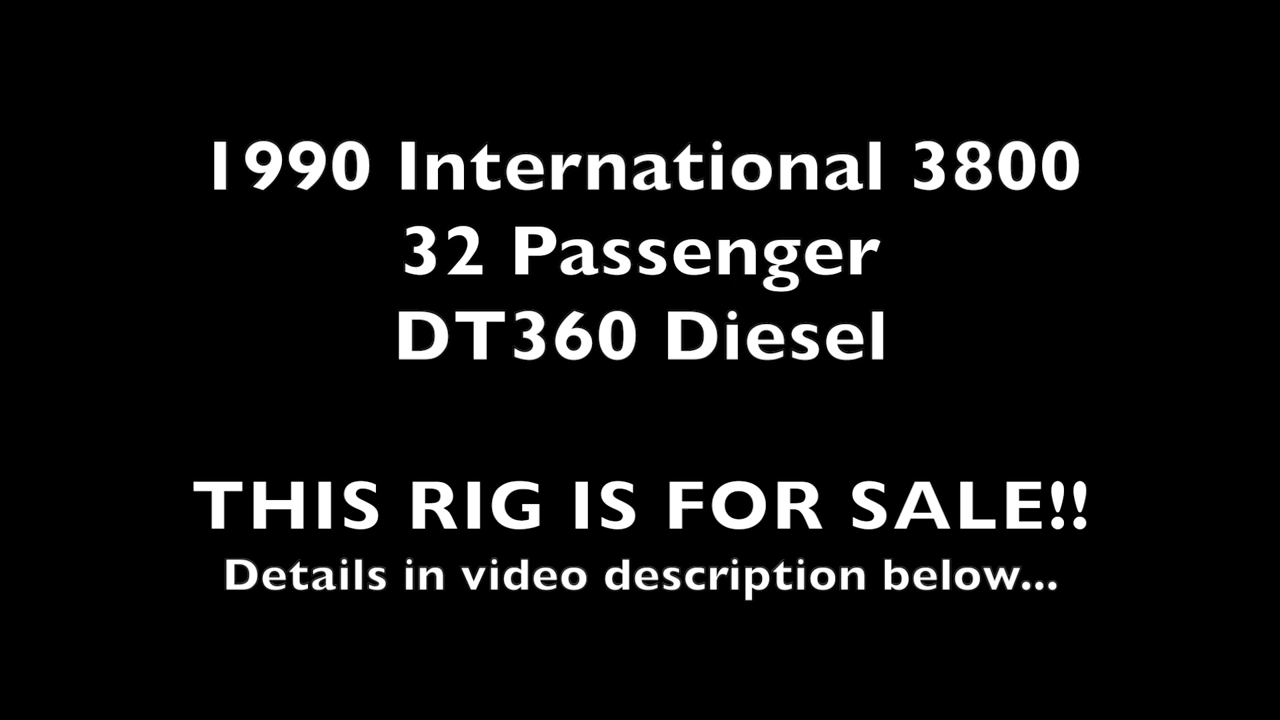 1990 International 3800
32 Passenger
DT360 Diesel
THIS RIG IS FOR SALE!!
Details in video description below...